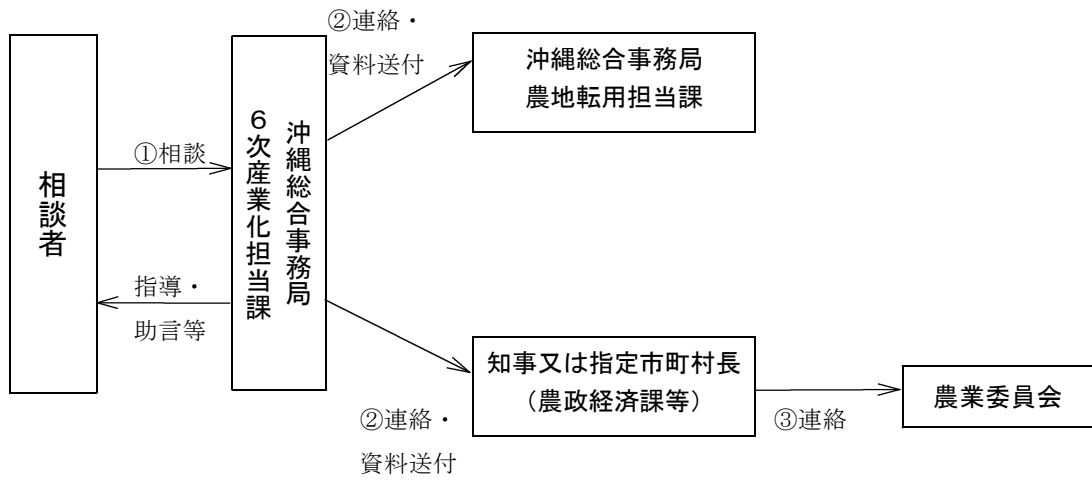 相談者
①相談
指導・
助言等
沖縄総合事務局
６次産業化担当課
②連絡・
資料送付
沖縄総合事務局
農地転用担当課
②連絡・
資料送付
知事又は指定市町村長
（農政経済課等）
③連絡
農業委員会